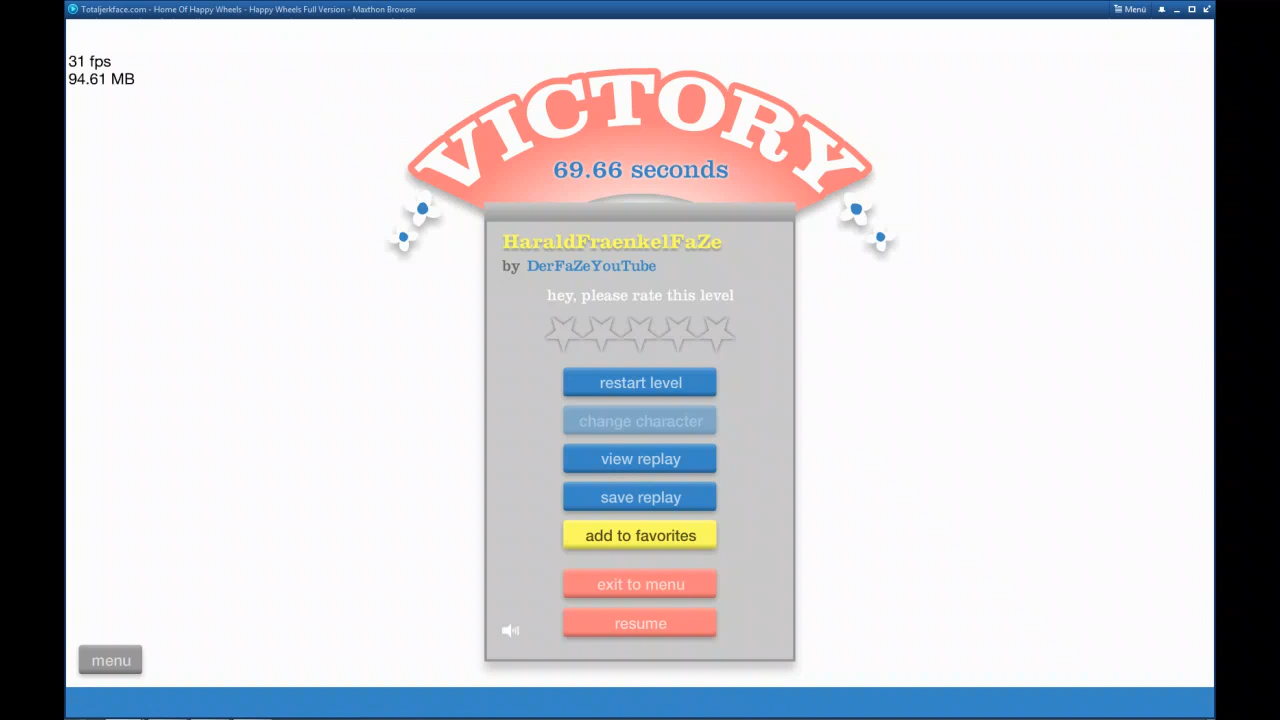 Totaljerkface.com - Home Of Happy Wheels - Happy Wheels Full Version - Maxthon Browser
Menü
31 fps
94.61 MB
VICTORY
69.66 seconds
HaraldFraenkelFaZe
by DerFaZeYouTube
hey, please rate this level
restart level
change character
view replay
save replay
add to favorites
exit to menu
resume
menu